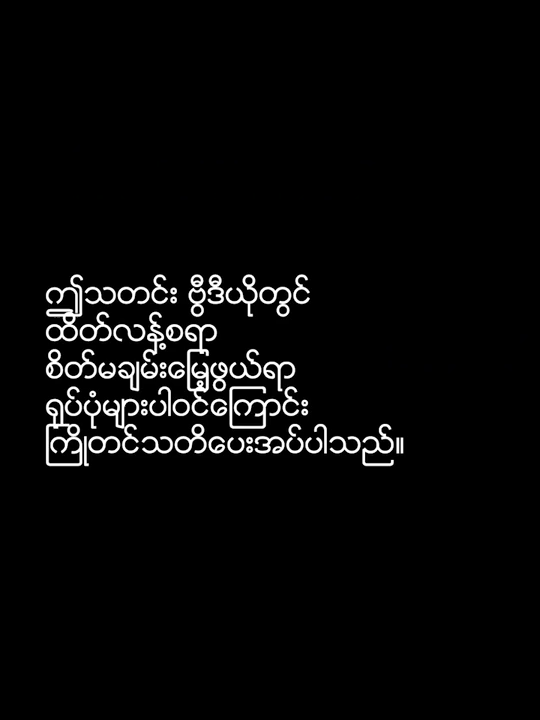 ဤသတင်း ဗွီဒီယိုတွင်
ထိတ်လန့်စရာ
စိတ်မချမ်းမြေ့ဖွယ်ရာ
ရုပ်ပုံများပါဝင်ကြောင်း
ကြိုတင်သတိပေးအပ်ပါသည်။